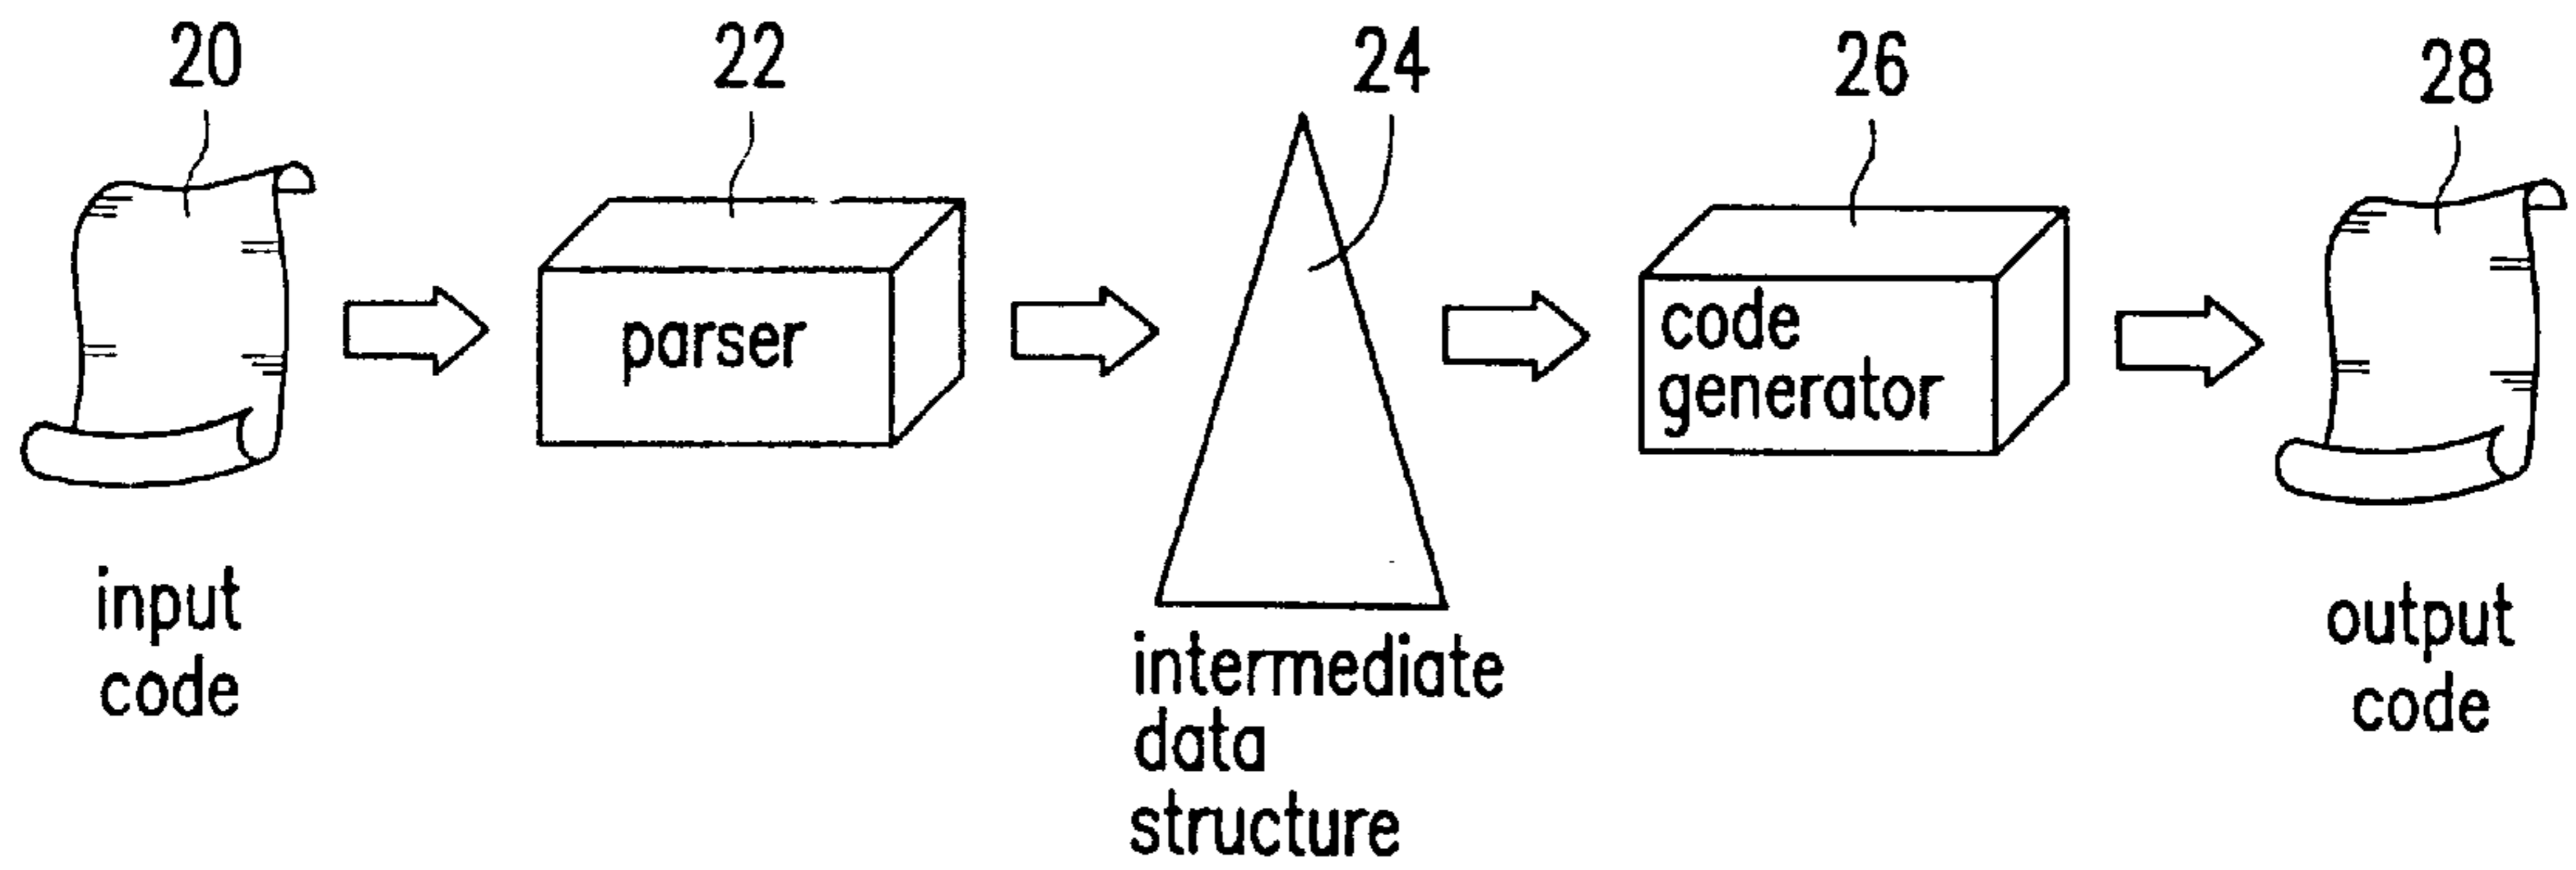 20
22
24
26
28
parser
code
generator
input
code
intermediate
data
structure
output
code